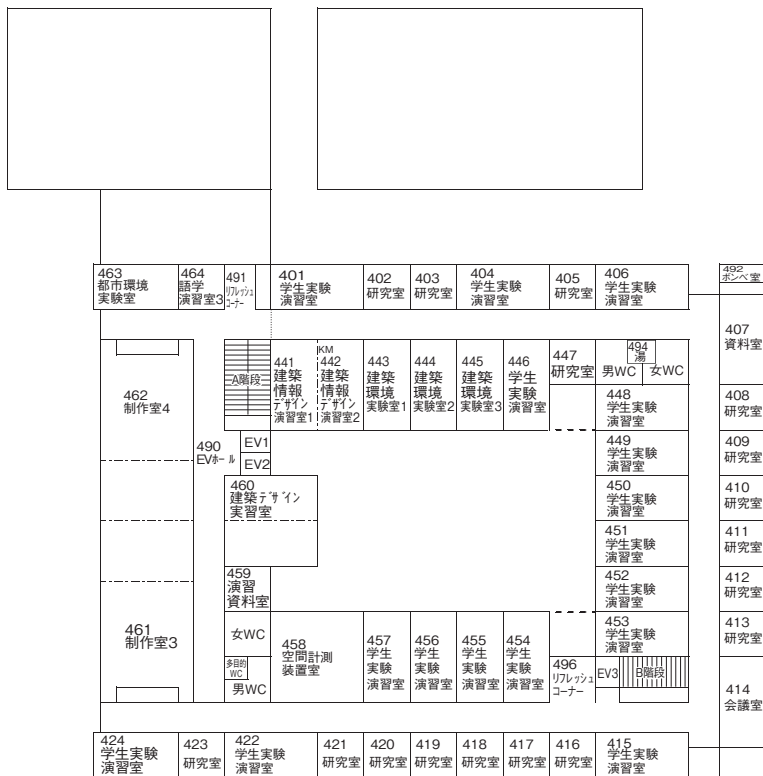 463
都市環境
実験室
464
語学
演習室3
491
リフレッシュ
コーナー
401
学生実験
演習室
402
研究室
403
研究室
404
学生実験
演習室
405
研究室
406
学生実験
演習室
492
ボンベ室
407
資料室
462
制作室4
A階段
441
建築
情報
デザイン
演習室1
KM
442
建築
情報
デザイン
演習室2
443
建築
環境
実験室1
444
建築
環境
実験室2
445
建築
環境
実験室3
446
学生
実験
演習室
447
研究室
494
湯
男WC
女WC
448
学生実験
演習室
408
研究室
490
EVホール
EV1
EV2
449
学生実験
演習室
409
研究室
460
建築デザイン
実習室
450
学生実験
演習室
410
研究室
451
学生実験
演習室
411
研究室
459
演習
資料室
452
学生実験
演習室
412
研究室
461
制作室3
女WC
多目的
WC
男WC
458
空間計測
装置室
457
学生
実験
演習室
456
学生
実験
演習室
455
学生
実験
演習室
454
学生
実験
演習室
453
学生実験
演習室
413
研究室
496
リフレッシュ
コーナー
EV3
B階段
414
会議室
424
学生実験
演習室
423
研究室
422
学生実験
演習室
421
研究室
420
研究室
419
研究室
418
研究室
417
研究室
416
研究室
415
学生実験
演習室